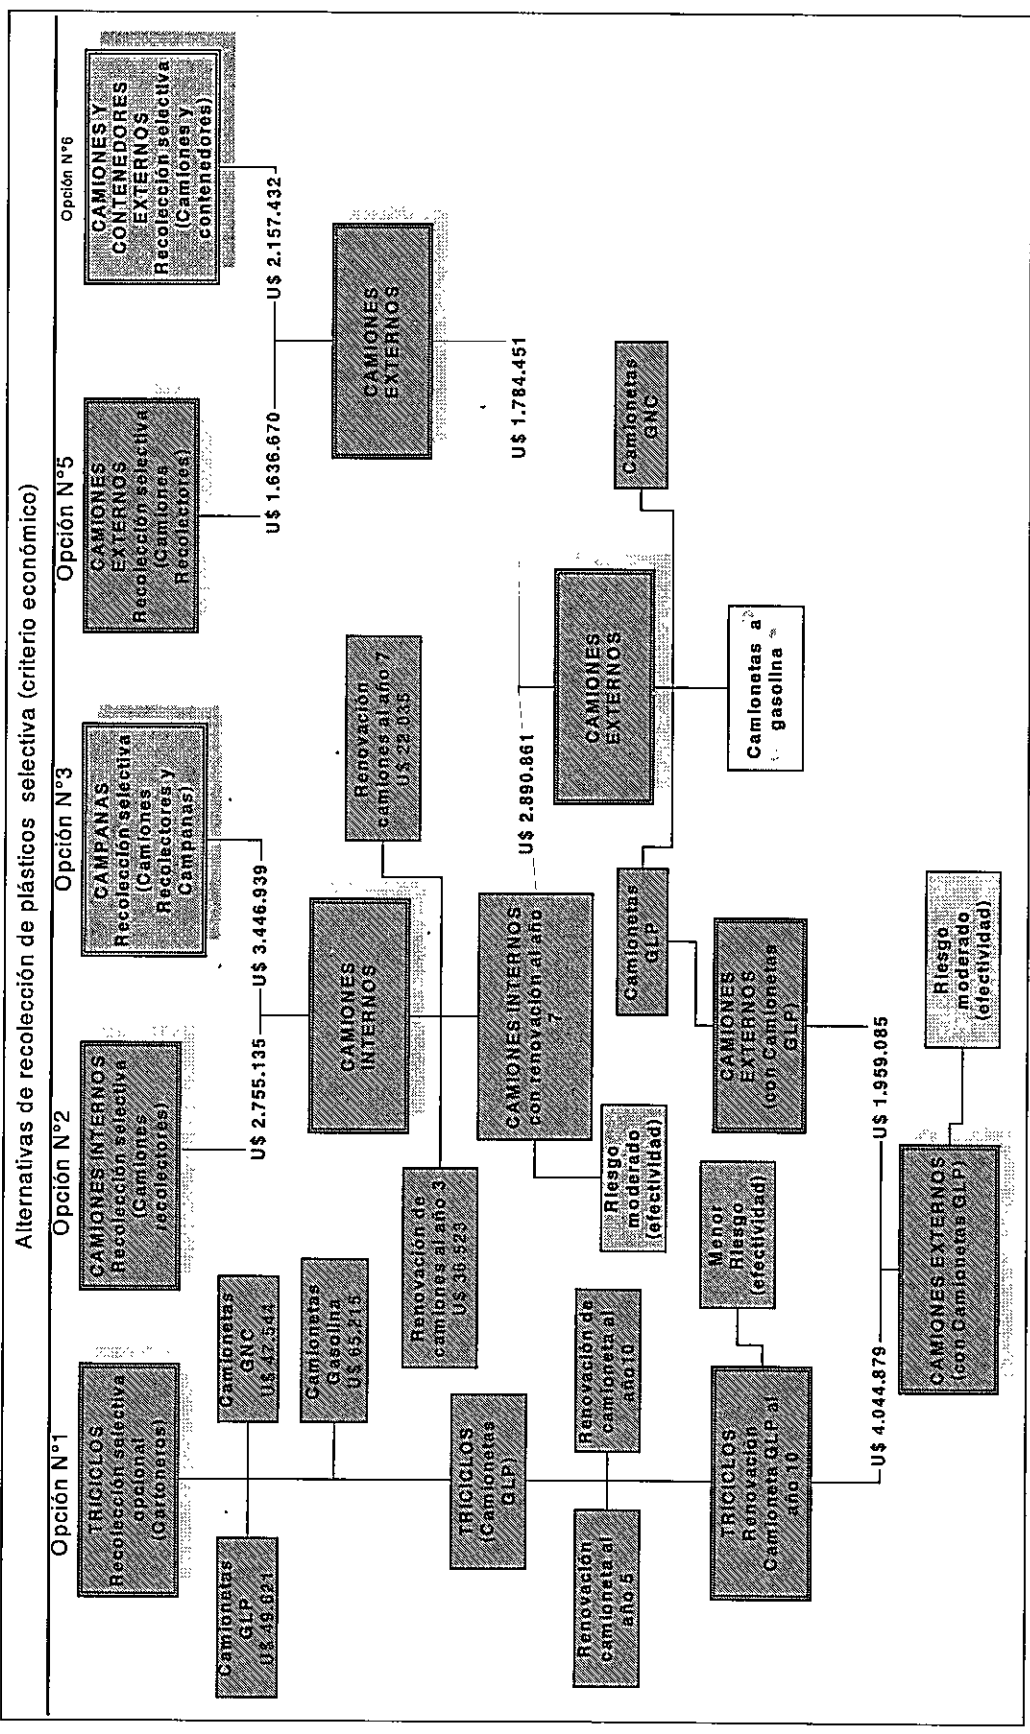 Alternativas de recolección de plásticos selectiva (criterio económico)
Opción N°1
Opción N°2
Opción N°3
Opción N°5
Opción N°6
TRICICLOS
Recolección selectiva
opcional
(Cartoneros)
CAMIONES INTERNOS
Recolección selectiva
(Camiones
recolectores)
CAMPANAS
Recolección selectiva
(Camiones
Recolectores y
Campanas)
CAMIONES
EXTERNOS
Recolección selectiva
(Camiones
Recolectores)
CAMIONES Y
CONTENEDORES
EXTERNOS
Recolección selectiva
(Camiones y
contenedores)
Camionetas
GLP
U$ 49.621
Camionetas
GNC
U$ 47.544
Camionetas
Gasolina
U$ 65.215
U$ 2.755.135
U$ 3.446.939
U$ 1.636.670
U$ 2.157.432
CAMIONES
INTERNOS
CAMIONES
EXTERNOS
Renovación de
camiones al año 3
U$ 36.523
Renovación
camiones al año 7
U$ 28.035
TRICICLOS
(Camionetas
GLP)
CAMIONES INTERNOS
con renovación al año
7
U$ 2.890.861
U$ 1.784.451
Renovación
camioneta al
año 5
Renovación de
camioneta al
año10
Riesgo
moderado
(efectividad)
CAMIONES
EXTERNOS
Camionetas
GLP
Camionetas
GNC
Camionetas a
gasolina
TRICICLOS
Renovacion
Camioneta GLP al
año 10
Menor
Riesgo
(efectividad)
CAMIONES
EXTERNOS
(con Camionetas
GLP)
U$ 4.044.879
U$ 1.959.085
CAMIONES EXTERNOS
(con Camionetas GLP)
Riesgo
moderado
(efectividad)